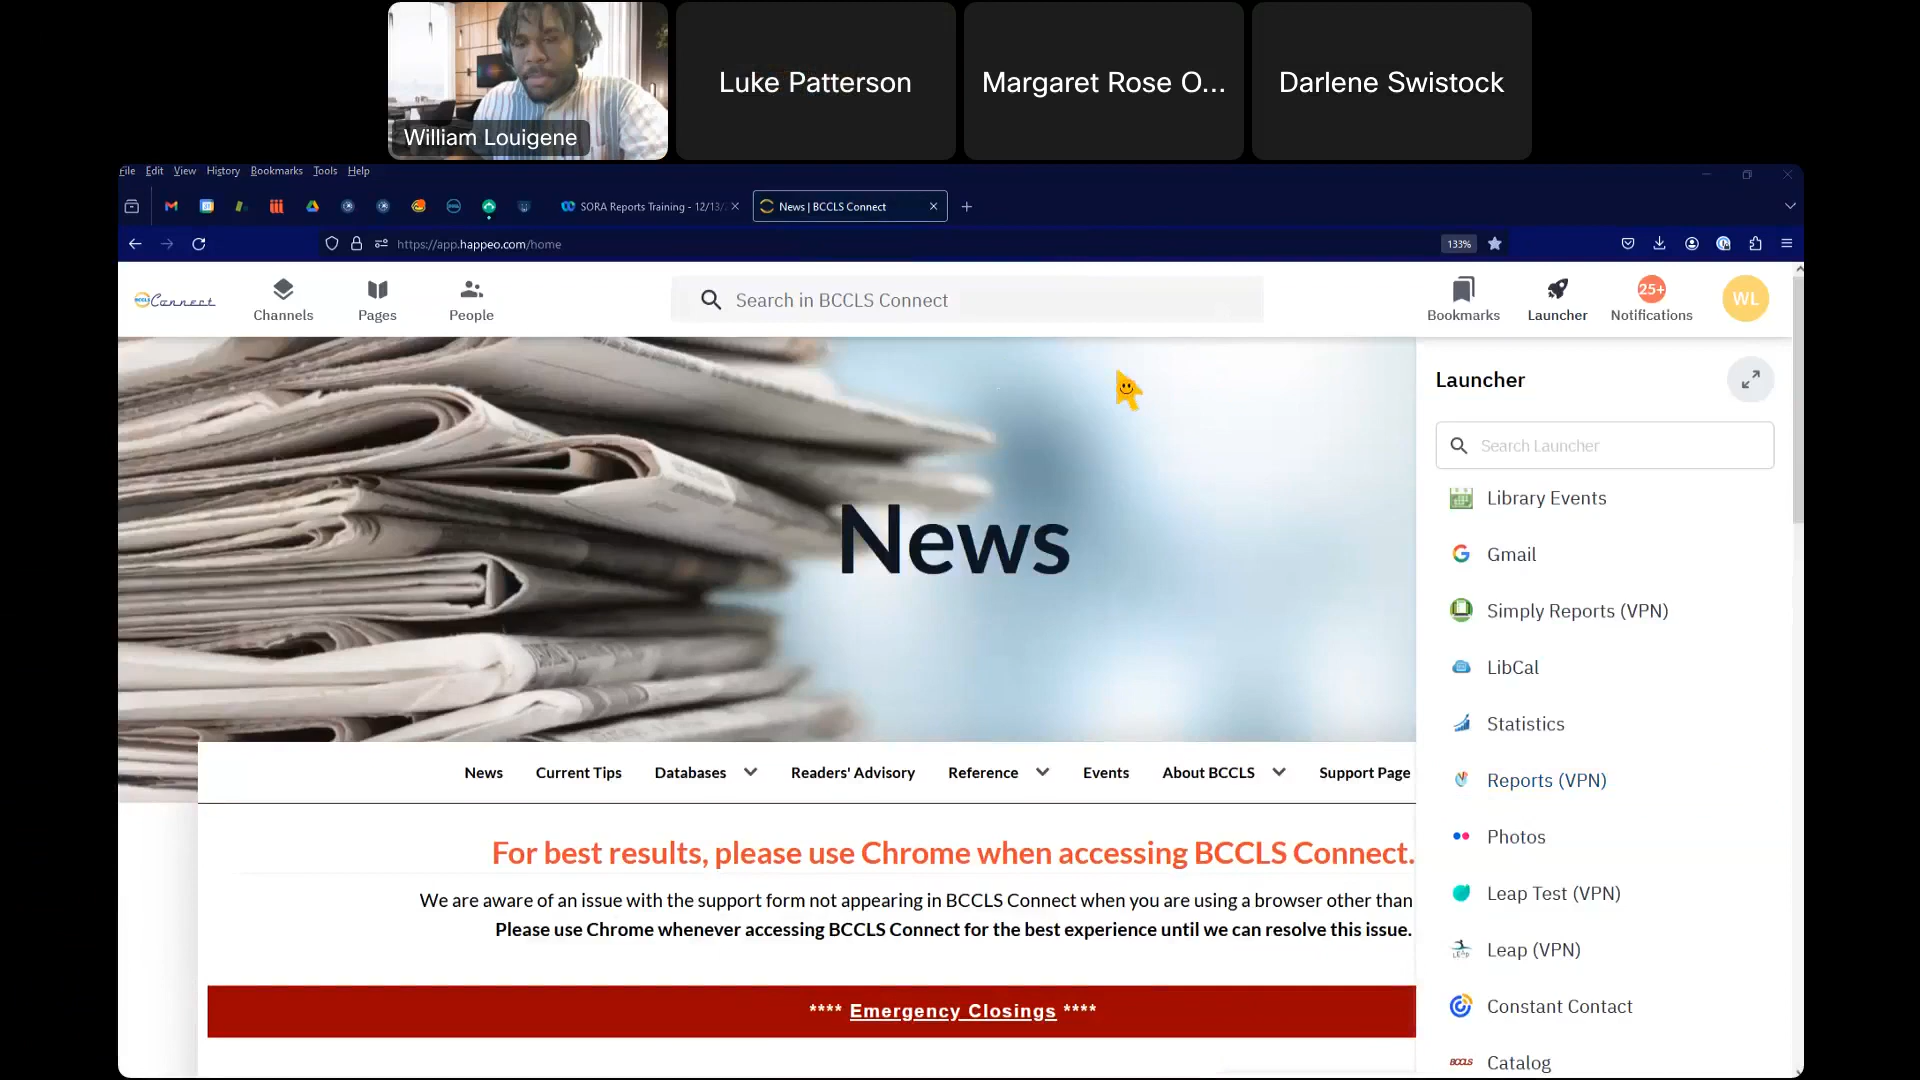 William Louigene
Luke Patterson
Margaret Rose O...
Darlene Swistock
File Edit View History Bookmarks Tools Help
SORA Reports Training - 12/13/
News | BCCLS Connect
https://app.happeo.com/home
133%
BCCLS Connect
Channels
Pages
People
Search in BCCLS Connect
Bookmarks
Launcher
25+
Notifications
WL
News
Launcher
Search Launcher
Library Events
Gmail
Simply Reports (VPN)
LibCal
Statistics
Reports (VPN)
Photos
Leap Test (VPN)
LEAP
Leap (VPN)
Constant Contact
BCCLS
Catalog
News Current Tips Databases Readers' Advisory Reference Events About BCCLS Support Page
For best results, please use Chrome when accessing BCCLS Connect.
We are aware of an issue with the support form not appearing in BCCLS Connect when you are using a browser other than
Please use Chrome whenever accessing BCCLS Connect for the best experience until we can resolve this issue.
**** Emergency Closings ****